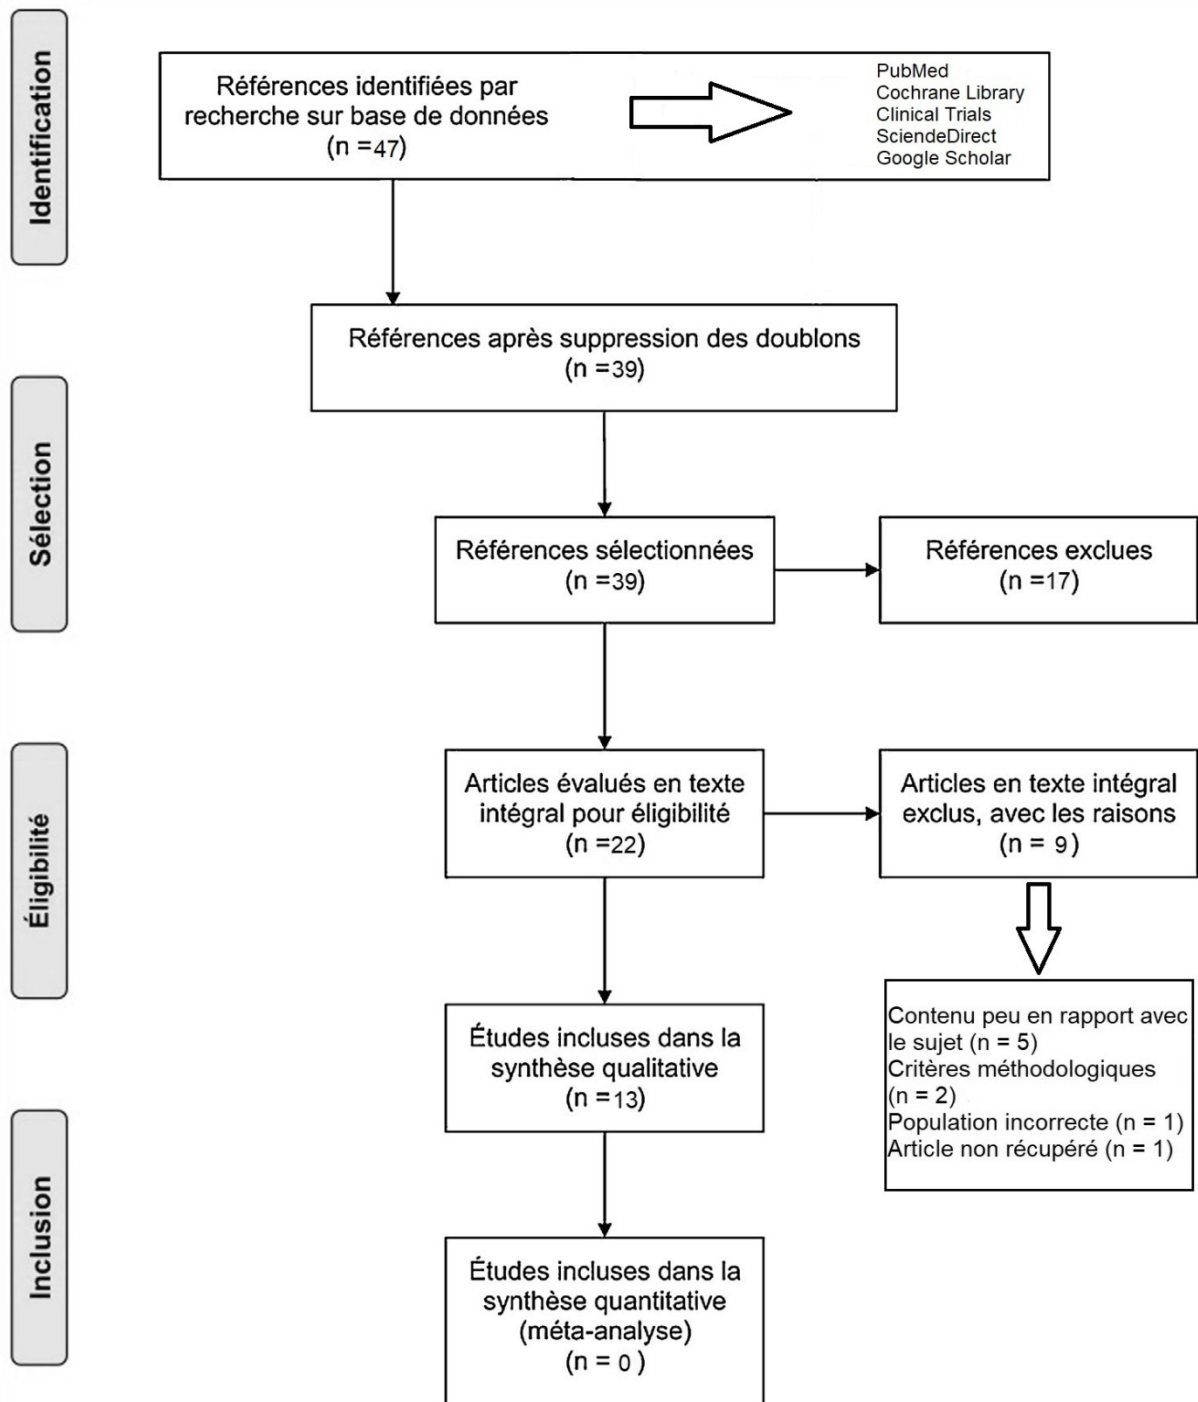 Identification
Références identifiées par
recherche sur base de données
(n =47)
PubMed
Cochrane Library
Clinical Trials
SciendeDirect
Google Scholar
Références après suppression des doublons
(n =39)
Sélection
Références sélectionnées
(n =39)
Références exclues
(n =17)
Éligibilité
Articles évalués en texte
intégral pour éligibilité
(n =22)
Articles en texte intégral
exclus, avec les raisons
(n = 9)
Contenu peu en rapport avec
le sujet (n = 5)
Critères méthodologiques
(n = 2)
Population incorrecte (n = 1)
Article non récupéré (n = 1)
Études incluses dans la
synthèse qualitative
(n =13)
Inclusion
Études incluses dans la
synthèse quantitative
(méta-analyse)
(n = 0 )